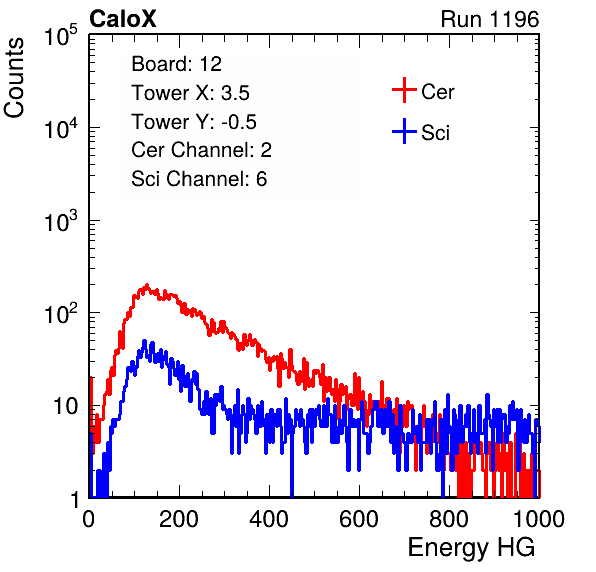 CaloX Run 1196
Counts
10^5
10^4
10^3
10^2
10
1
Board: 12
Tower X: 3.5
Tower Y: -0.5
Cer Channel: 2
Sci Channel: 6
Cer
Sci
0 200 400 600 800 1000
Energy HG